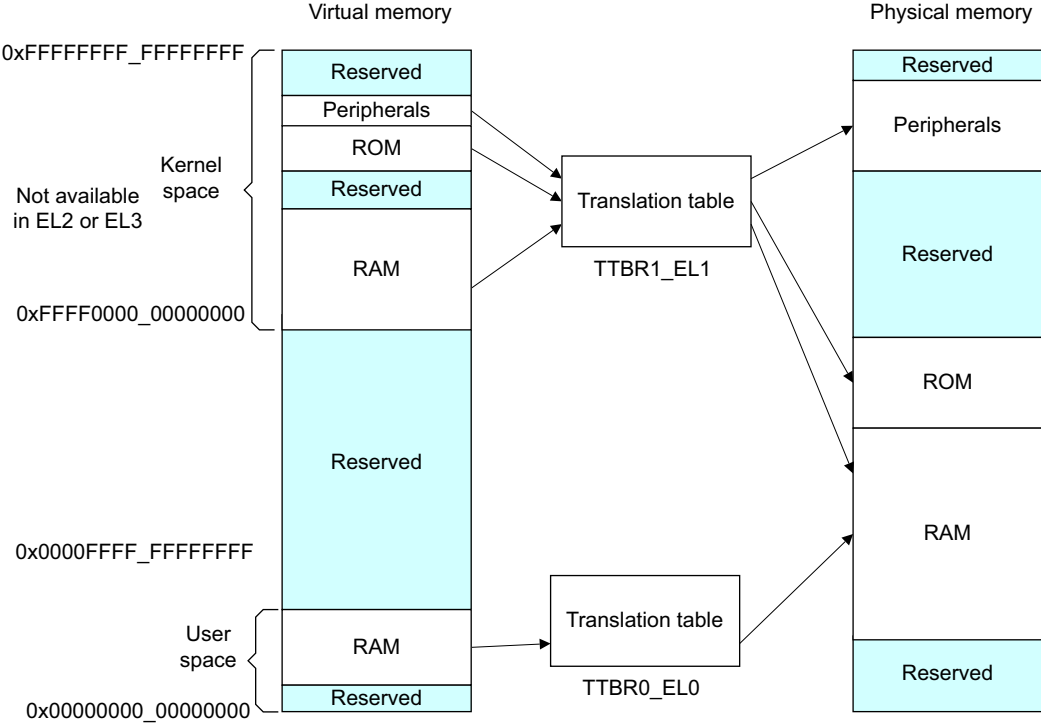 Virtual memory
Physical memory
0xFFFFFFFF_FFFFFFFF
Reserved
Peripherals
ROM
Reserved
RAM
Kernel
space
Not available
in EL2 or EL3
0xFFFF0000_00000000
Reserved
0x0000FFFF_FFFFFFFF
User
space
RAM
Reserved
0x00000000_00000000
Translation table
TTBR1_EL1
Translation table
TTBR0_EL0
Reserved
Peripherals
Reserved
ROM
RAM
Reserved